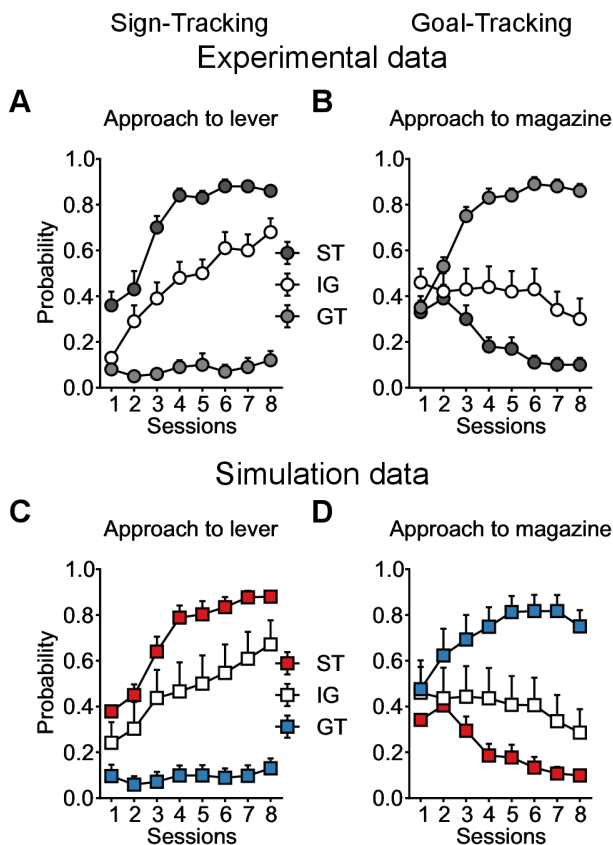 Sign-Tracking Goal-Tracking
Experimental data
A B
Approach to lever Approach to magazine
1.0 1.0
0.8 0.8
0.6 0.6
0.4 0.4
0.2 0.2
0.0 0.0
Probability
ST
IG
GT
1 2 3 4 5 6 7 8 1 2 3 4 5 6 7 8
Sessions Sessions
Simulation data
C D
Approach to lever Approach to magazine
1.0 1.0
0.8 0.8
0.6 0.6
0.4 0.4
0.2 0.2
0.0 0.0
Probability
ST
IG
GT
1 2 3 4 5 6 7 8 1 2 3 4 5 6 7 8
Sessions Sessions